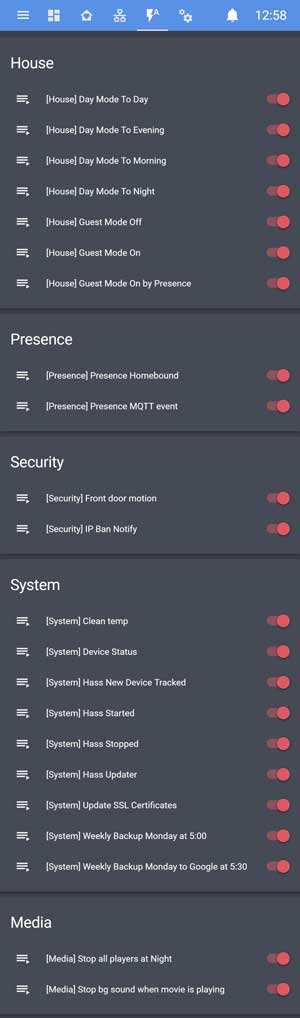 12:58
House
[House] Day Mode To Day
[House] Day Mode To Evening
[House] Day Mode To Morning
[House] Day Mode To Night
[House] Guest Mode Off
[House] Guest Mode On
[House] Guest Mode On by Presence
Presence
[Presence] Presence Homebound
[Presence] Presence MQTT event
Security
[Security] Front door motion
[Security] IP Ban Notify
System
[System] Clean temp
[System] Device Status
[System] Hass New Device Tracked
[System] Hass Started
[System] Hass Stopped
[System] Hass Updater
[System] Update SSL Certificates
[System] Weekly Backup Monday at 5:00
[System] Weekly Backup Monday to Google at 5:30
Media
[Media] Stop all players at Night
[Media] Stop bg sound when movie is playing